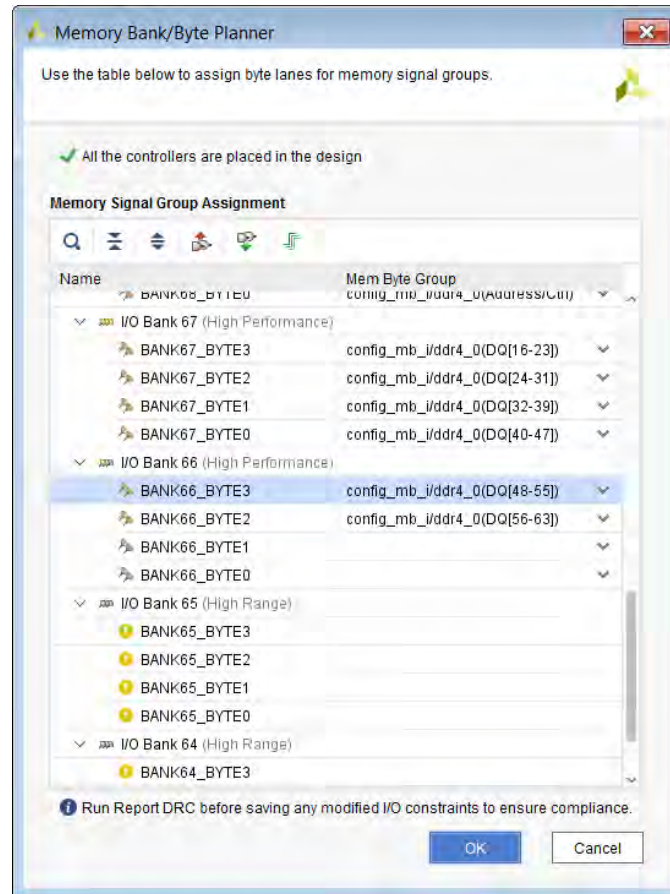 Memory Bank/Byte Planner
Use the table below to assign byte lanes for memory signal groups.
All the controllers are placed in the design
Memory Signal Group Assignment
Name Mem Byte Group
BANK68_BYTE0 config_mb_i/ddr4_0(Address/Ctrl)
I/O Bank 67 (High Performance)
BANK67_BYTE3 config_mb_i/ddr4_0(DQ[16-23])
BANK67_BYTE2 config_mb_i/ddr4_0(DQ[24-31])
BANK67_BYTE1 config_mb_i/ddr4_0(DQ[32-39])
BANK67_BYTE0 config_mb_i/ddr4_0(DQ[40-47])
I/O Bank 66 (High Performance)
BANK66_BYTE3 config_mb_i/ddr4_0(DQ[48-55])
BANK66_BYTE2 config_mb_i/ddr4_0(DQ[56-63])
BANK66_BYTE1
BANK66_BYTE0
I/O Bank 65 (High Range)
BANK65_BYTE3
BANK65_BYTE2
BANK65_BYTE1
BANK65_BYTE0
I/O Bank 64 (High Range)
BANK64_BYTE3
Run Report DRC before saving any modified I/O constraints to ensure compliance.
OK Cancel